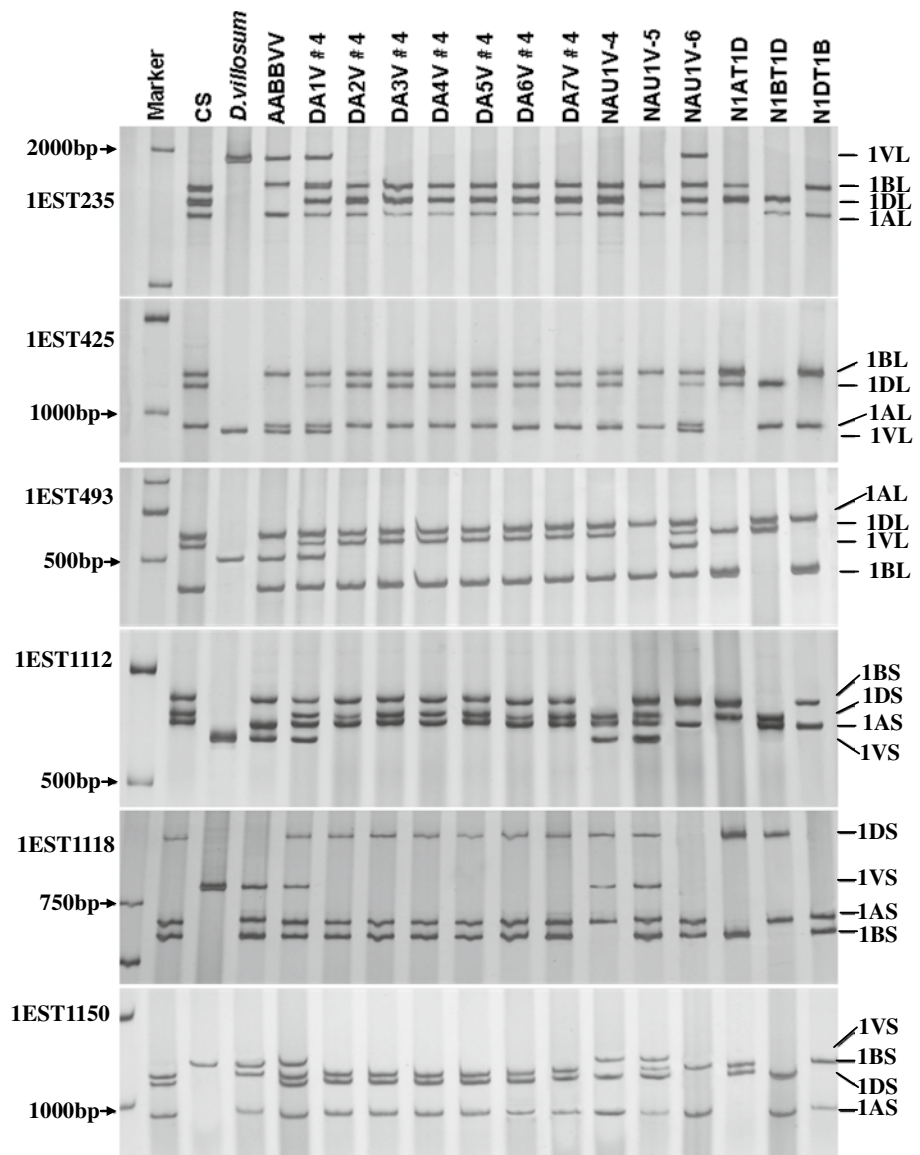 Marker
CS
D.villosum
AABBVV
DA1V # 4
DA2V # 4
DA3V # 4
DA4V # 4
DA5V # 4
DA6V # 4
DA7V # 4
NAU1V-4
NAU1V-5
NAU1V-6
N1AT1D
N1BT1D
N1DT1B
2000bp
1EST235
1VL
1BL
1DL
1AL
1EST425
1000bp
1BL
1DL
1AL
1VL
1EST493
500bp
1AL
1DL
1VL
1BL
1EST1112
500bp
1BS
1DS
1AS
1VS
1EST1118
750bp
1DS
1VS
1AS
1BS
1EST1150
1000bp
1VS
1BS
1DS
1AS